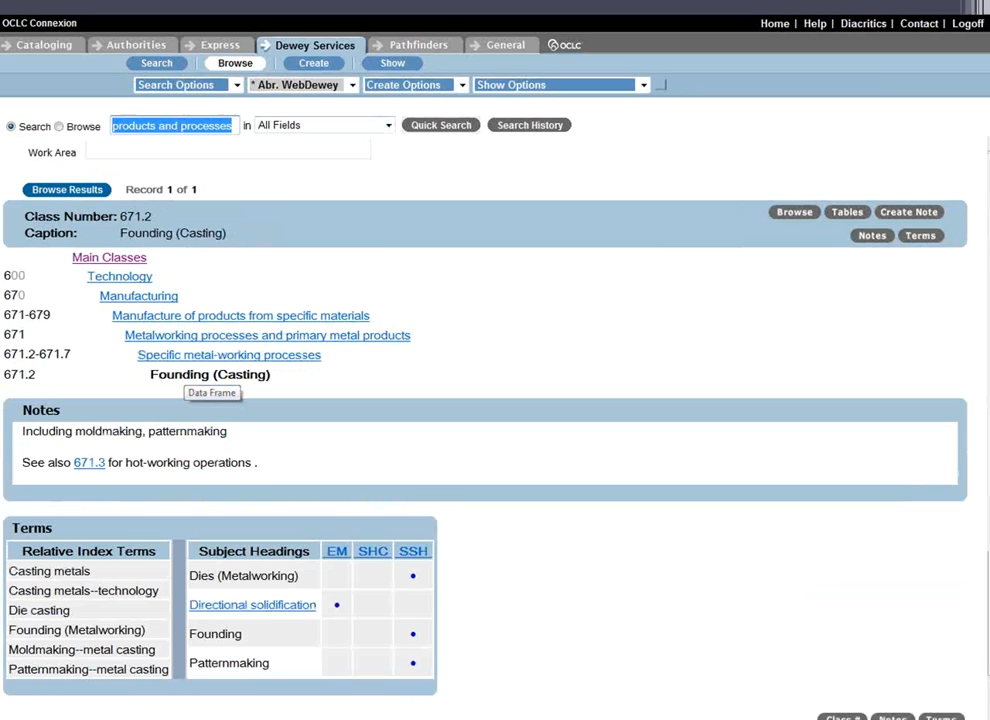 OCLC Connexion
Home | Help | Diacritics | Contact | Logoff
Cataloging Authorities Express Dewey Services Pathfinders General OCLC
Search Browse Create Show
Search Options * Abr. WebDewey Create Options Show Options
Search Browse products and processes in All Fields Quick Search Search History
Work Area
Browse Results Record 1 of 1
Class Number: 671.2 Browse Tables Create Note
Caption: Founding (Casting) Notes Terms
Main Classes
600 Technology
670 Manufacturing
671-679 Manufacture of products from specific materials
671 Metalworking processes and primary metal products
671.2-671.7 Specific metal-working processes
671.2 Founding (Casting)
Data Frame
Notes
Including moldmaking, patternmaking
See also 671.3 for hot-working operations .
Terms
Relative Index Terms Subject Headings EM SHC SSH
Casting metals
Casting metals--technology
Die casting
Founding (Metalworking)
Moldmaking--metal casting
Patternmaking--metal casting
Dies (Metalworking) •
Directional solidification •
Founding •
Patternmaking •
Class # Notes Terms